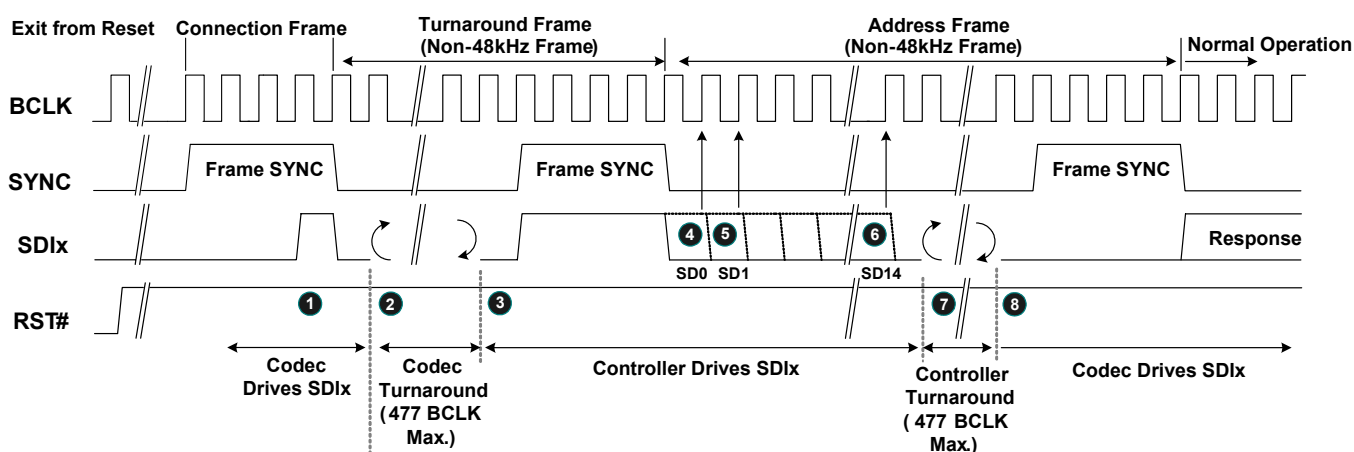 Exit from Reset
Connection Frame
Turnaround Frame
(Non-48kHz Frame)
Address Frame
(Non-48kHz Frame)
Normal Operation
BCLK
SYNC
Frame SYNC
Frame SYNC
Frame SYNC
SDIx
4
5
6
Response
SD0
SD1
SD14
RST#
1
2
3
7
8
Codec
Drives SDIx
Codec
Turnaround
( 477 BCLK
Max.)
Controller Drives SDIx
Controller
Turnaround
( 477 BCLK
Max.)
Codec Drives SDIx